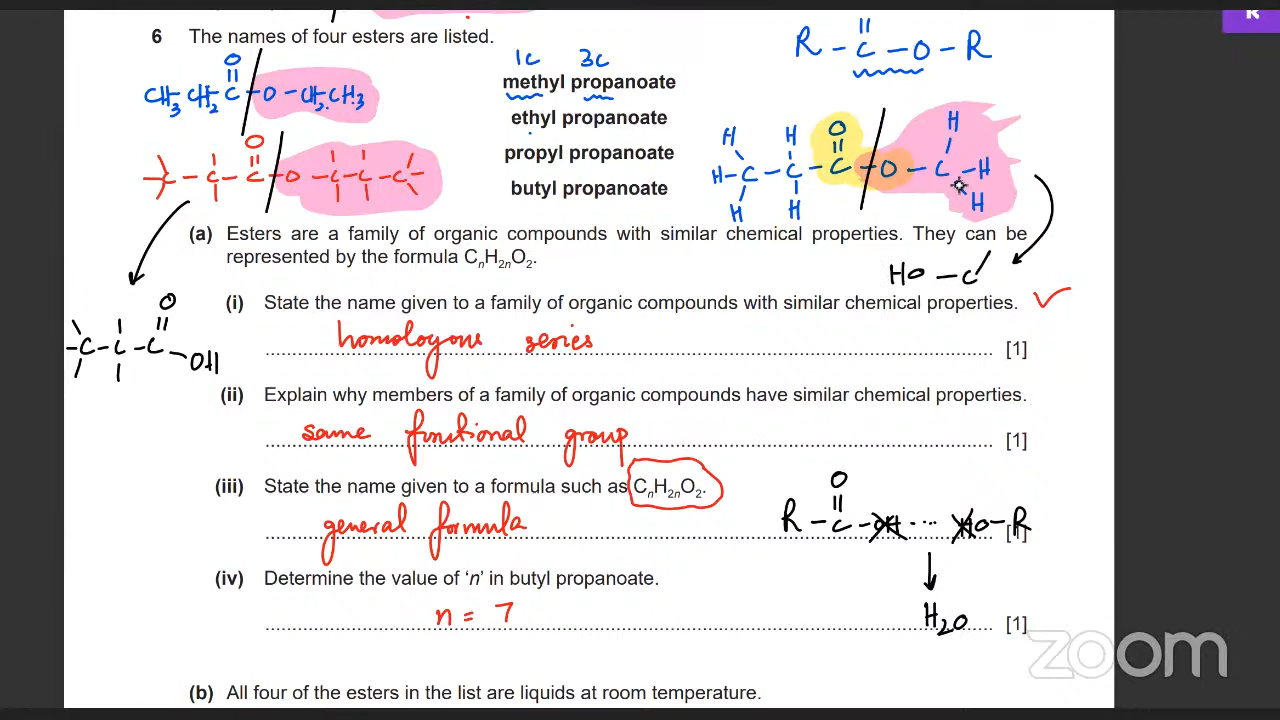 R
6 The names of four esters are listed.
R – C – O – R
O
1C 3C
methyl propanoate
O
CH3 CH2 C O – CH2CH3
ethyl propanoate
O
C – C – C – O – C – C – C
propyl propanoate
H H O H
H – C – C – C – O – C – H
H H H
butyl propanoate
(a) Esters are a family of organic compounds with similar chemical properties. They can be
represented by the formula CnH2nO2.
HO – C
(i) State the name given to a family of organic compounds with similar chemical properties.
O
– C – C – C OH
homologous series
[1]
(ii) Explain why members of a family of organic compounds have similar chemical properties.
same functional group
[1]
(iii) State the name given to a formula such as CnH2nO2.
O
R – C – OH ... HO – R
general formula
[1]
(iv) Determine the value of ‘n’ in butyl propanoate.
n = 7
H2O
[1]
zoom
(b) All four of the esters in the list are liquids at room temperature.